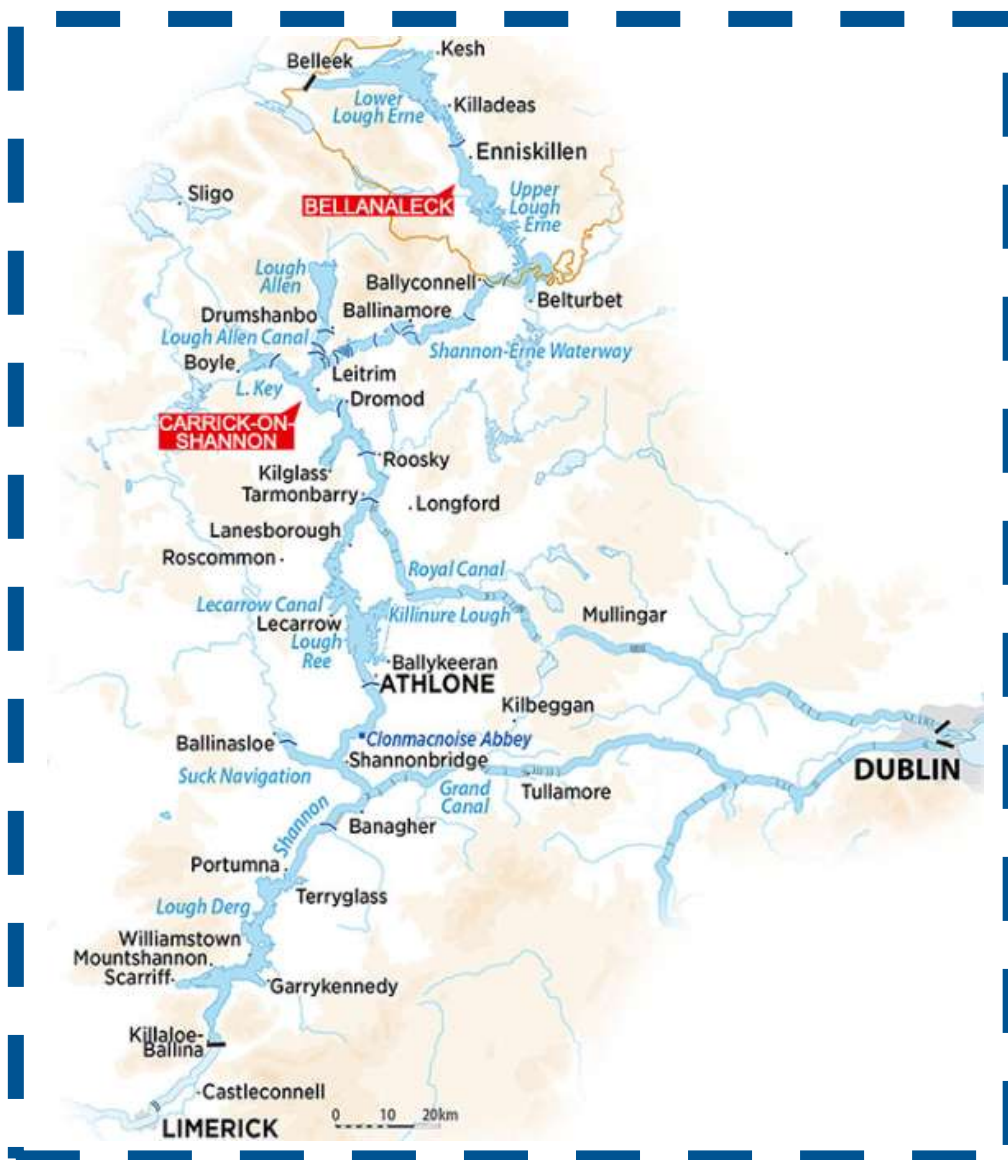 Kesh
Belleek
Lower
Lough Erne
Killadeas
Enniskillen
Sligo
BELLANALECK
Upper
Lough
Erne
Lough
Allen
Ballyconnell
Belturbet
Drumshanbo
Ballinamore
Lough Allen Canal
Shannon-Erne Waterway
Boyle
Leitrim
L. Key
Dromod
CARRICK-ON-
SHANNON
Roosky
Kilglass
Tarmonbarry
Longford
Lanesborough
Roscommon
Royal Canal
Lecarrow Canal
Killinure Lough
Mullingar
Lecarrow
Lough
Ree
Ballykeeran
ATHLONE
Kilbeggan
Ballinasloe
Clonmacnoise Abbey
Shannonbridge
Suck Navigation
Grand
Canal
Tullamore
DUBLIN
Shannon
Banagher
Portumna
Terryglass
Lough Derg
Williamstown
Mountshannon
Scarriff
Garrykennedy
Killaloe-
Ballina
Castleconnell
LIMERICK
0 10 20km